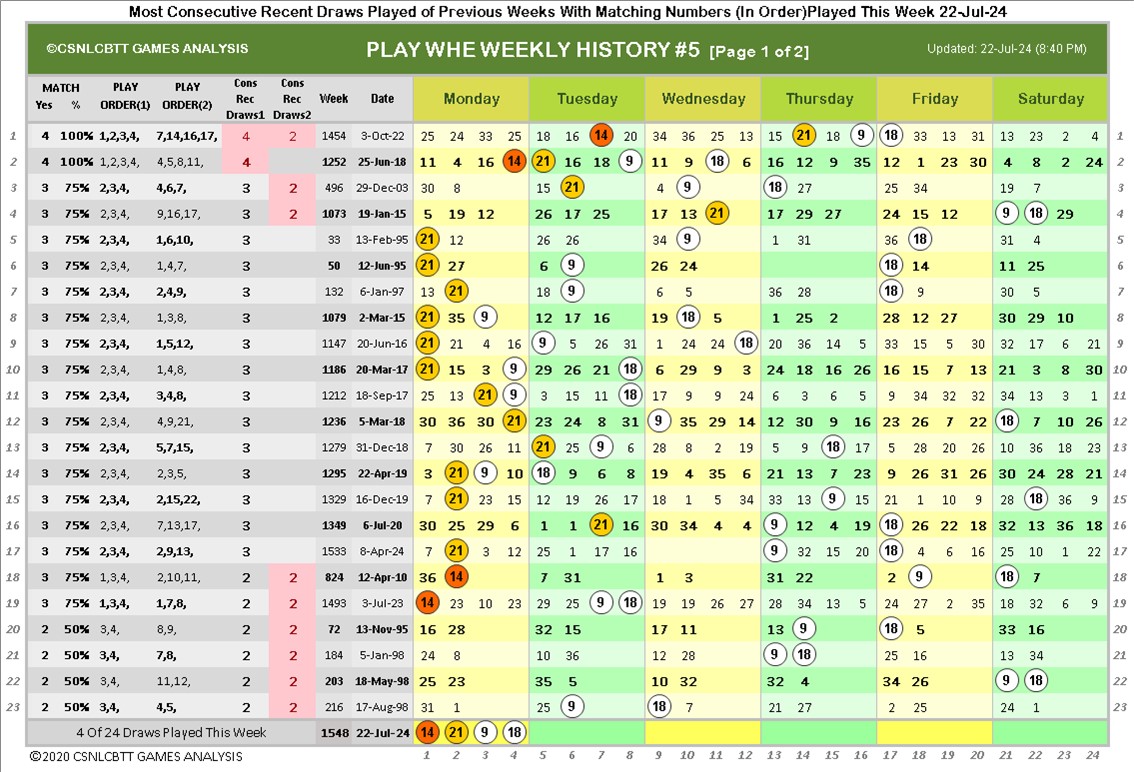 Most Consecutive Recent Draws Played of Previous Weeks With Matching Numbers (In Order)Played This Week 22-Jul-24
©CSNLCBTT GAMES ANALYSIS PLAY WHE WEEKLY HISTORY #5 [Page 1 of 2] Updated: 22-Jul-24 (8:40 PM)
MATCH PLAY PLAY Cons Cons
Yes % ORDER(1) ORDER(2) Rec Rec Week Date Monday Tuesday Wednesday Thursday Friday Saturday
Draws1 Draws2
1 4 100% 1,2,3,4, 7,14,16,17, 4 2 1454 3-Oct-22 25 24 33 25 18 16 14 20 34 36 25 13 15 21 18 9 18 33 13 31 13 23 2 4 1
2 4 100% 1,2,3,4, 4,5,8,11, 4 1252 25-Jun-18 11 4 16 14 21 16 18 9 11 9 18 6 16 12 9 35 12 1 23 30 4 8 2 24 2
3 3 75% 2,3,4, 4,6,7, 3 2 496 29-Dec-03 30 8 15 21 4 9 18 27 25 34 19 7 3
4 3 75% 2,3,4, 9,16,17, 3 2 1073 19-Jan-15 5 19 12 26 17 25 17 13 21 17 29 27 24 15 12 9 18 29 4
5 3 75% 2,3,4, 1,6,10, 3 33 13-Feb-95 21 12 26 26 34 9 1 31 36 18 31 4 5
6 3 75% 2,3,4, 1,4,7, 3 50 12-Jun-95 21 27 6 9 26 24 18 14 11 25 6
7 3 75% 2,3,4, 2,4,9, 3 132 6-Jan-97 13 21 18 9 6 5 36 28 18 9 30 5 7
8 3 75% 2,3,4, 1,3,8, 3 1079 2-Mar-15 21 35 9 12 17 16 19 18 5 1 25 2 28 12 27 30 29 10 8
9 3 75% 2,3,4, 1,5,12, 3 1147 20-Jun-16 21 21 4 16 9 5 26 31 1 24 24 18 20 36 14 5 33 15 5 30 32 17 6 21 9
10 3 75% 2,3,4, 1,4,8, 3 1186 20-Mar-17 21 15 3 9 29 26 21 18 6 29 9 3 24 18 16 26 16 15 7 13 21 3 8 30 10
11 3 75% 2,3,4, 3,4,8, 3 1212 18-Sep-17 25 13 21 9 3 15 11 18 17 9 9 24 6 3 6 5 9 34 32 32 34 13 3 1 11
12 3 75% 2,3,4, 4,9,21, 3 1236 5-Mar-18 30 36 30 21 23 24 8 31 9 35 29 14 12 30 9 16 23 26 7 22 18 7 10 26 12
13 3 75% 2,3,4, 5,7,15, 3 1279 31-Dec-18 7 30 26 11 21 25 9 6 28 8 2 19 5 9 18 17 5 28 20 26 10 36 18 23 13
14 3 75% 2,3,4, 2,3,5, 3 1295 22-Apr-19 3 21 9 10 18 9 6 8 19 4 35 6 21 13 7 23 9 26 31 26 30 24 28 21 14
15 3 75% 2,3,4, 2,15,22, 3 1329 16-Dec-19 7 21 23 15 12 19 26 17 18 1 5 34 33 13 9 15 21 1 10 9 28 18 36 9 15
16 3 75% 2,3,4, 7,13,17, 3 1349 6-Jul-20 30 25 29 6 1 1 21 16 30 34 4 4 9 12 4 19 18 26 22 18 32 13 36 18 16
17 3 75% 2,3,4, 2,9,13, 3 1533 8-Apr-24 7 21 3 12 25 1 17 16 9 32 15 20 18 4 6 16 25 10 1 22 17
18 3 75% 1,3,4, 2,10,11, 2 2 824 12-Apr-10 36 14 7 31 1 3 31 22 2 9 18 7 18
19 3 75% 1,3,4, 1,7,8, 2 2 1493 3-Jul-23 14 23 10 23 29 25 9 18 19 19 26 27 28 34 13 5 24 27 2 35 18 32 6 9 19
20 2 50% 3,4, 8,9, 2 2 72 13-Nov-95 16 28 32 15 17 11 13 9 18 5 33 16 20
21 2 50% 3,4, 7,8, 2 2 184 5-Jan-98 24 8 10 36 12 28 9 18 25 16 13 34 21
22 2 50% 3,4, 11,12, 2 2 203 18-May-98 25 23 35 5 10 32 32 4 34 26 9 18 22
23 2 50% 3,4, 4,5, 2 2 216 17-Aug-98 31 1 25 9 18 7 21 27 2 25 24 1 23
4 Of 24 Draws Played This Week 1548 22-Jul-24 14 21 9 18
©2020 CSNLCBTT GAMES ANALYSIS 1 2 3 4 5 6 7 8 9 10 11 12 13 14 15 16 17 18 19 20 21 22 23 24